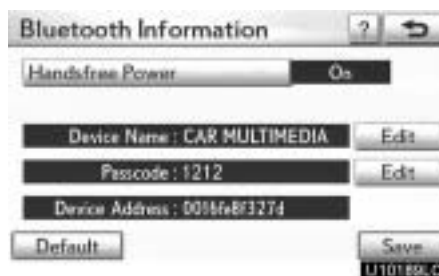 Bluetooth Information ?
Handsfree Power On
Device Name : CAR MULTIMEDIA Edit
Passcode : 1212 Edit
Device Address : 001bfe8f327d
Default Save